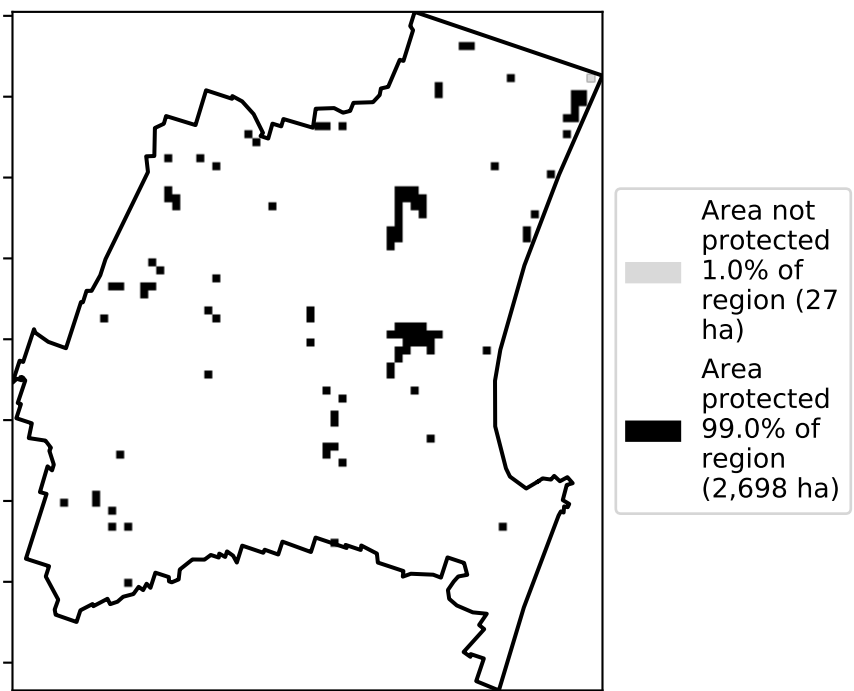 Area not
protected
1.0% of
region (27
ha)
Area
protected
99.0% of
region
(2,698 ha)